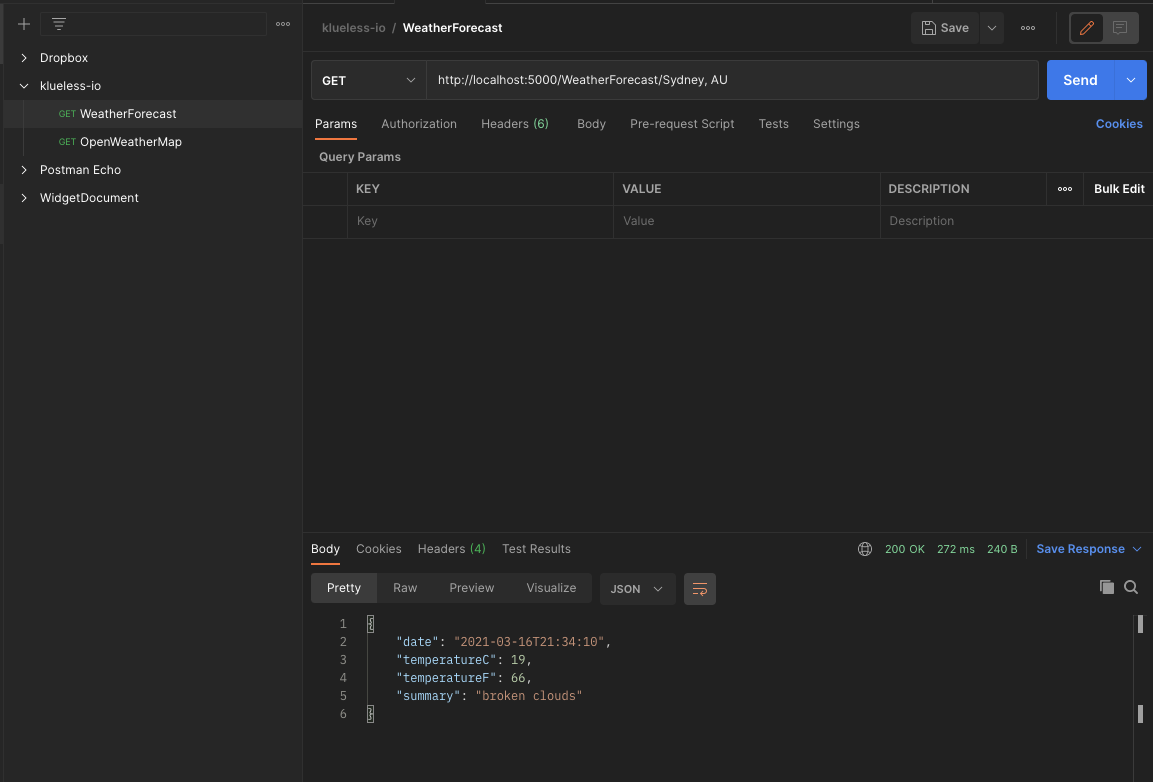 Dropbox
klueless-io
GET WeatherForecast
GET OpenWeatherMap
Postman Echo
WidgetDocument
klueless-io / WeatherForecast
Save
GET
http://localhost:5000/WeatherForecast/Sydney, AU
Send
Params Authorization Headers (6) Body Pre-request Script Tests Settings Cookies
Query Params
KEY VALUE DESCRIPTION Bulk Edit
Key Value Description
Body Cookies Headers (4) Test Results 200 OK 272 ms 240 B Save Response
Pretty Raw Preview Visualize JSON
1 {
2 "date": "2021-03-16T21:34:10",
3 "temperatureC": 19,
4 "temperatureF": 66,
5 "summary": "broken clouds"
6 }